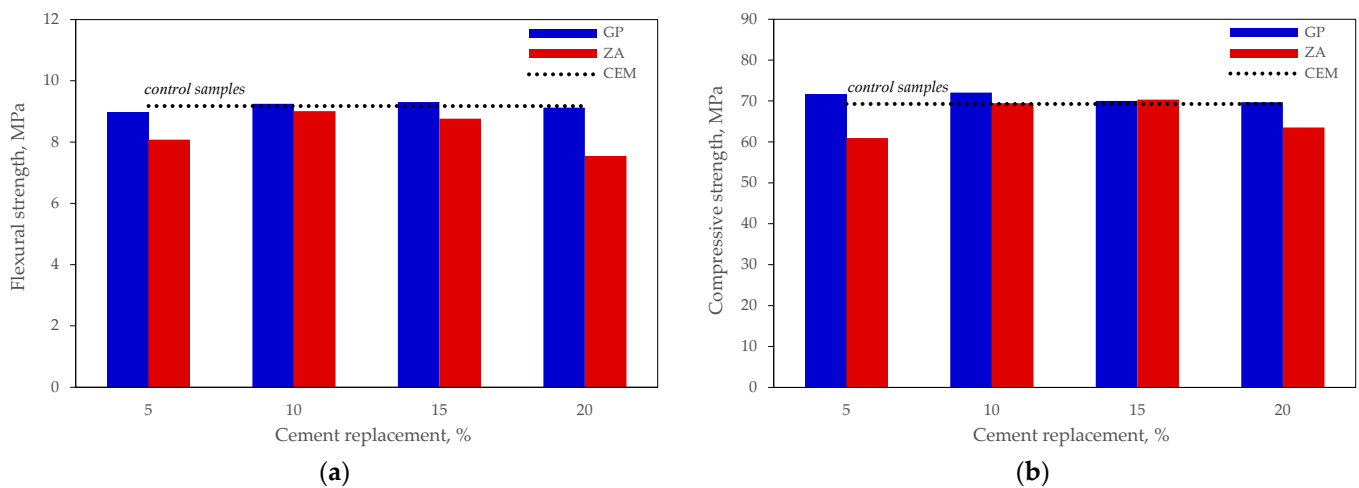 Flexural strength, MPa
12
10
8
6
4
2
0
GP
ZA
CEM
control samples
5 10 15 20
Cement replacement, %
(a)
Compressive strength, MPa
90
80
70
60
50
40
30
20
10
0
GP
ZA
CEM
control samples
5 10 15 20
Cement replacement, %
(b)